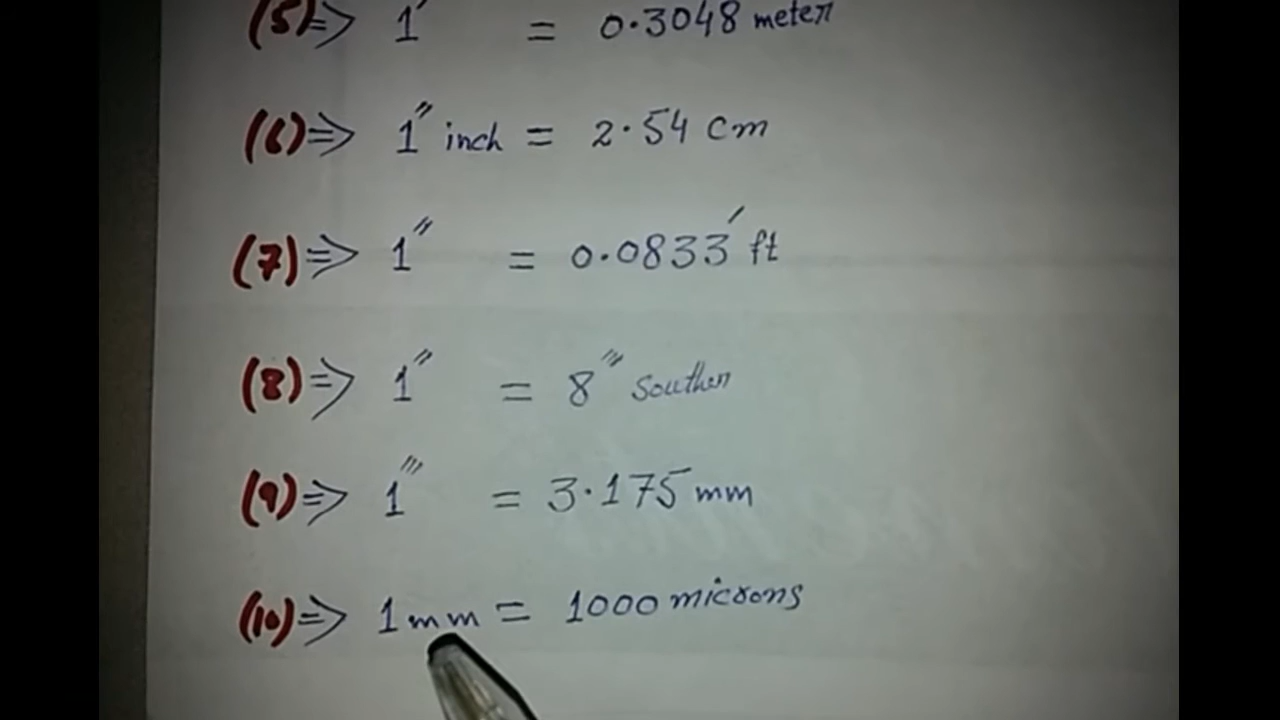 (5)⇒ 1' = 0.3048 meter
(6)⇒ 1" inch = 2.54 cm
(7)⇒ 1" = 0.0833' ft
(8)⇒ 1" = 8''' Souther
(9)⇒ 1''' = 3.175 mm
(10)⇒ 1 mm = 1000 microns